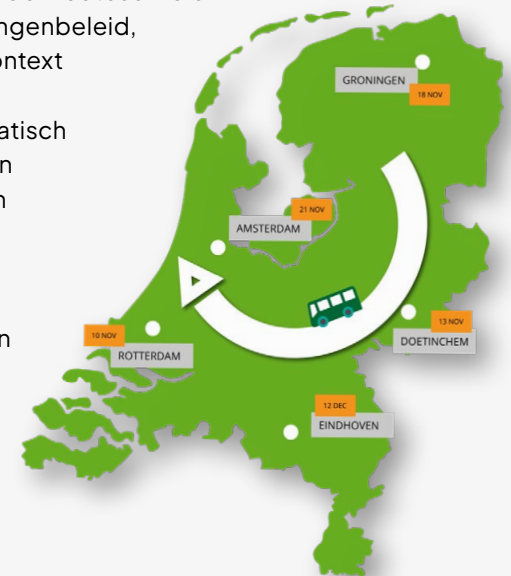 ngenbeleid,
ontext
atisch
n
n
n
GRONINGEN
18 NOV
21 NOV
AMSTERDAM
10 NOV
ROTTERDAM
13 NOV
DOETINCHEM
12 DEC
EINDHOVEN